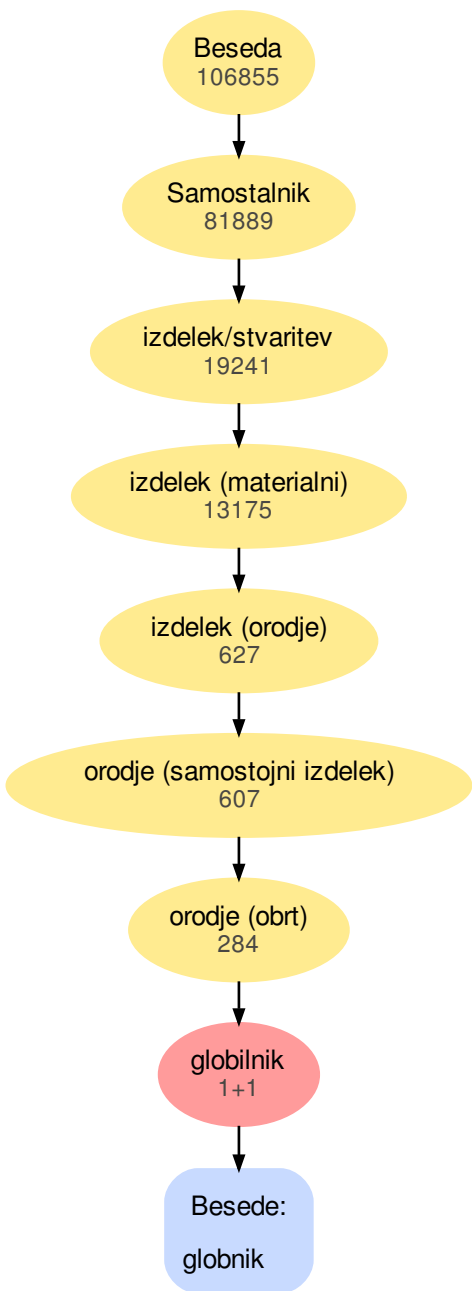 Beseda
106855
Samostalnik
81889
izdelek/stvaritev
19241
izdelek (materialni)
13175
izdelek (orodje)
627
orodje (samostojni izdelek)
607
orodje (obrt)
284
globilnik
1+1
Besede:
globnik